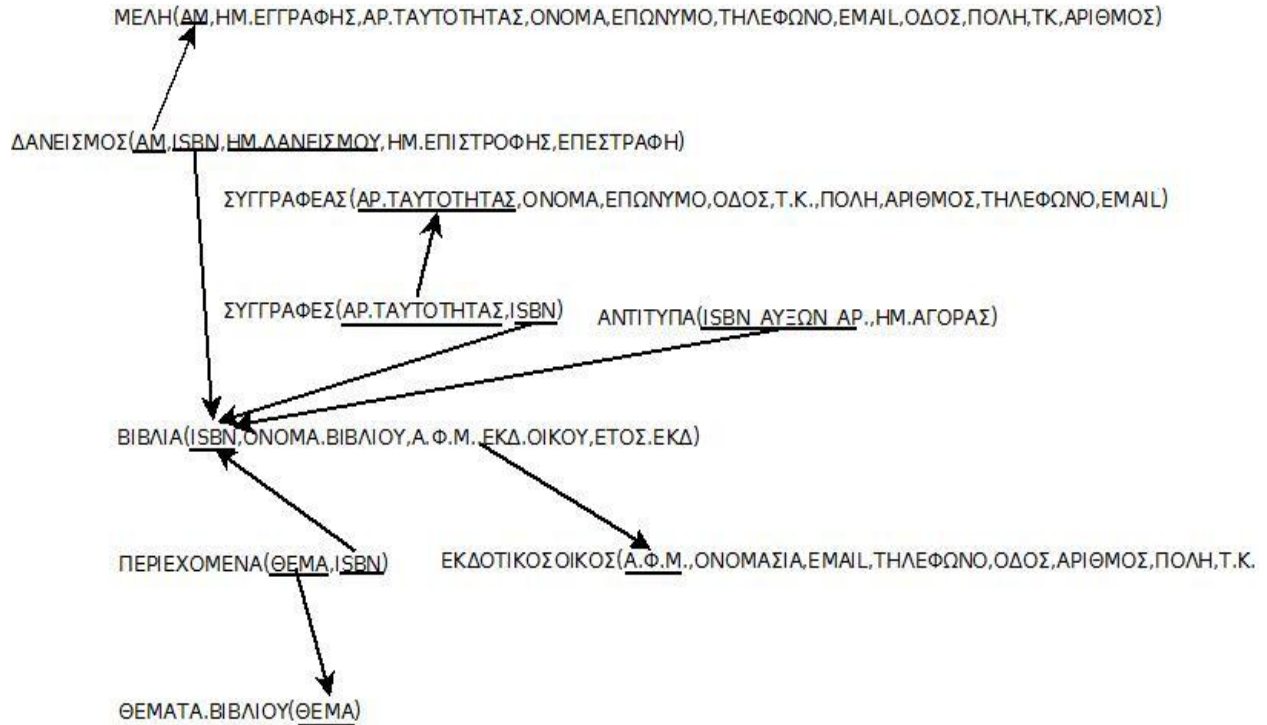 ΜΕΛΗ(ΑΜ,ΗΜ.ΕΓΓΡΑΦΗΣ,ΑΡ.ΤΑΥΤΟΤΗΤΑΣ,ΟΝΟΜΑ,ΕΠΩΝΥΜΟ,ΤΗΛΕΦΩΝΟ,EMAIL,ΟΔΟΣ,ΠΟΛΗ,ΤΚ,ΑΡΙΘΜΟΣ)
ΔΑΝΕΙΣΜΟΣ(ΑΜ,ISBN,ΗΜ.ΔΑΝΕΙΣΜΟΥ,ΗΜ.ΕΠΙΣΤΡΟΦΗΣ,ΕΠΕΣΤΡΑΦΗ)
ΣΥΓΓΡΑΦΕΑΣ(ΑΡ.ΤΑΥΤΟΤΗΤΑΣ,ΟΝΟΜΑ,ΕΠΩΝΥΜΟ,ΟΔΟΣ,Τ.Κ.,ΠΟΛΗ,ΑΡΙΘΜΟΣ,ΤΗΛΕΦΩΝΟ,EMAIL)
ΣΥΓΓΡΑΦΕΣ(ΑΡ.ΤΑΥΤΟΤΗΤΑΣ,ISBN)
ΑΝΤΙΤΥΠΑ(ISBN ΑΥΞΩΝ ΑΡ.,ΗΜ.ΑΓΟΡΑΣ)
ΒΙΒΛΙΑ(ISBN,ΟΝΟΜΑ.ΒΙΒΛΙΟΥ,Α.Φ.Μ. ΕΚΔ.ΟΙΚΟΥ,ΕΤΟΣ.ΕΚΔ)
ΠΕΡΙΕΧΟΜΕΝΑ(ΘΕΜΑ,ISBN)
ΕΚΔΟΤΙΚΟΣΟΙΚΟΣ(Α.Φ.Μ.,ΟΝΟΜΑΣΙΑ,EMAIL,ΤΗΛΕΦΩΝΟ,ΟΔΟΣ,ΑΡΙΘΜΟΣ,ΠΟΛΗ,Τ.Κ.
ΘΕΜΑΤΑ.ΒΙΒΛΙΟΥ(ΘΕΜΑ)